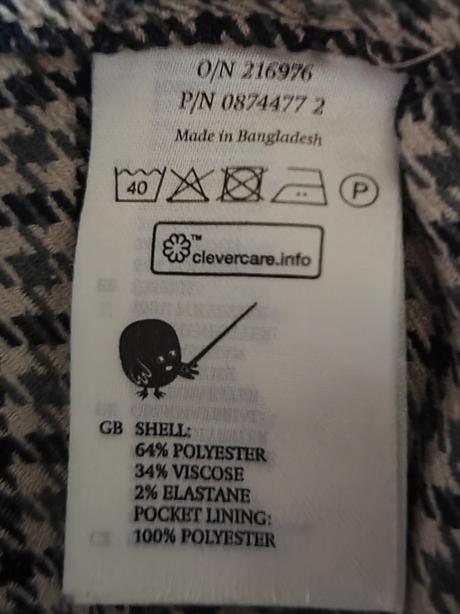 O/N 216976
P/N 0874477 2
Made in Bangladesh
40 P
™
clevercare.info
GB SHELL:
64% POLYESTER
34% VISCOSE
2% ELASTANE
POCKET LINING:
100% POLYESTER